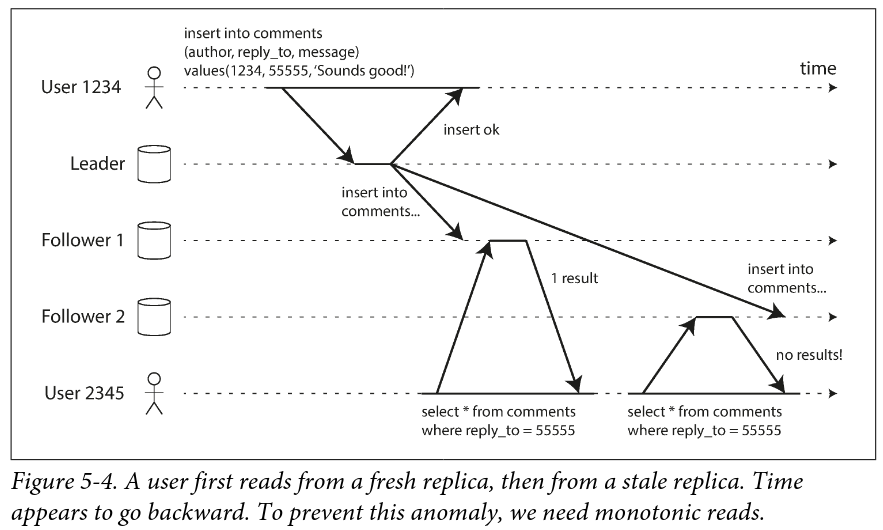 insert into comments
(author, reply_to, message)
values(1234, 55555, ‘Sounds good!’)
time
User 1234
insert ok
Leader
insert into
comments...
Follower 1
1 result
insert into
comments...
Follower 2
no results!
User 2345
select * from comments
where reply_to = 55555
select * from comments
where reply_to = 55555
Figure 5-4. A user first reads from a fresh replica, then from a stale replica. Time
appears to go backward. To prevent this anomaly, we need monotonic reads.